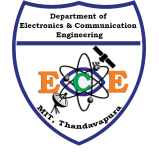 Department of
Electronics & Communication
Engineering
ECE
MIT, Thandavapura